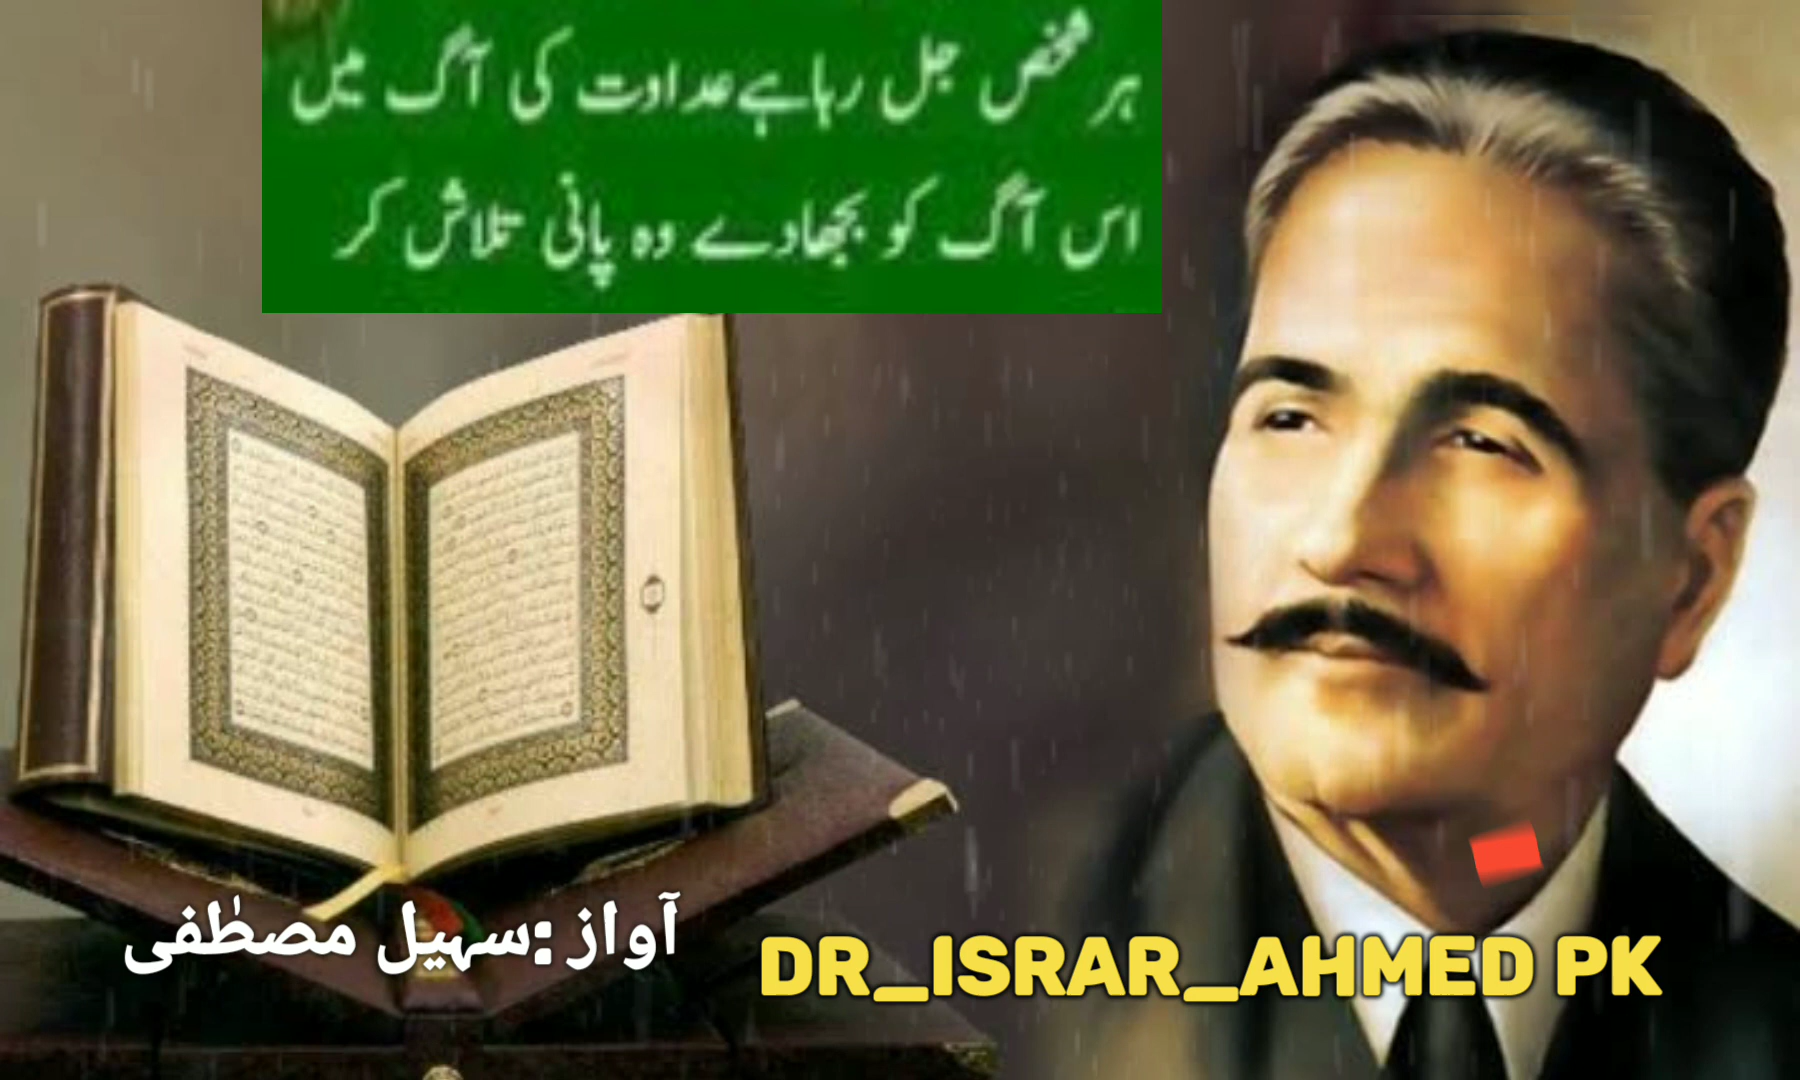 ہر شخص جل رہا ہے عداوت کی آگ میں
اس آگ کو بجھا دے وہ پانی تلاش کر
آواز :سہیل مصطفٰی
DR_ISRAR_AHMED PK